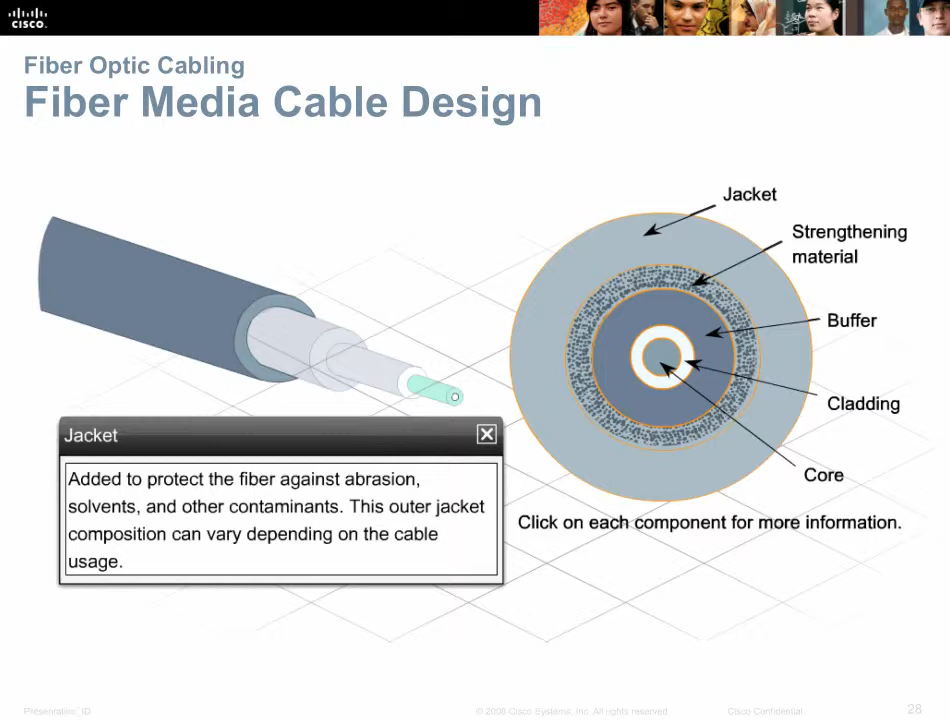 CISCO
Fiber Optic Cabling
Fiber Media Cable Design
Jacket
Strengthening
material
Buffer
Cladding
Core
Click on each component for more information.
Jacket
Added to protect the fiber against abrasion,
solvents, and other contaminants. This outer jacket
composition can vary depending on the cable
usage.
Presentation_ID
© 2008 Cisco Systems, Inc. All rights reserved.
Cisco Confidential
28